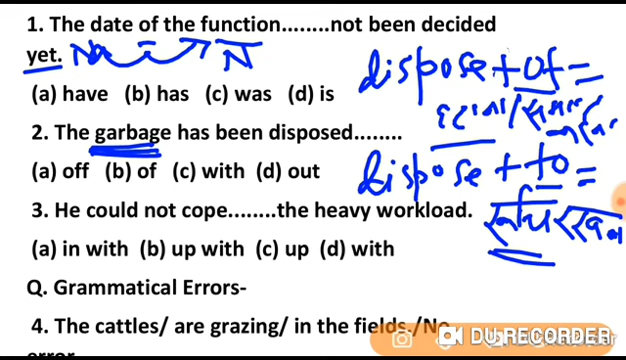 1. The date of the function........not been decided
yet.
N
(a) have (b) has (c) was (d) is
dispose + of =
2. The garbage has been disposed........
(a) off (b) of (c) with (d) out
dispose + to =
3. He could not cope........the heavy workload.
(a) in with (b) up with (c) up (d) with
Q. Grammatical Errors-
4. The cattles/ are grazing/ in the fields./No
error
DU RECORDER